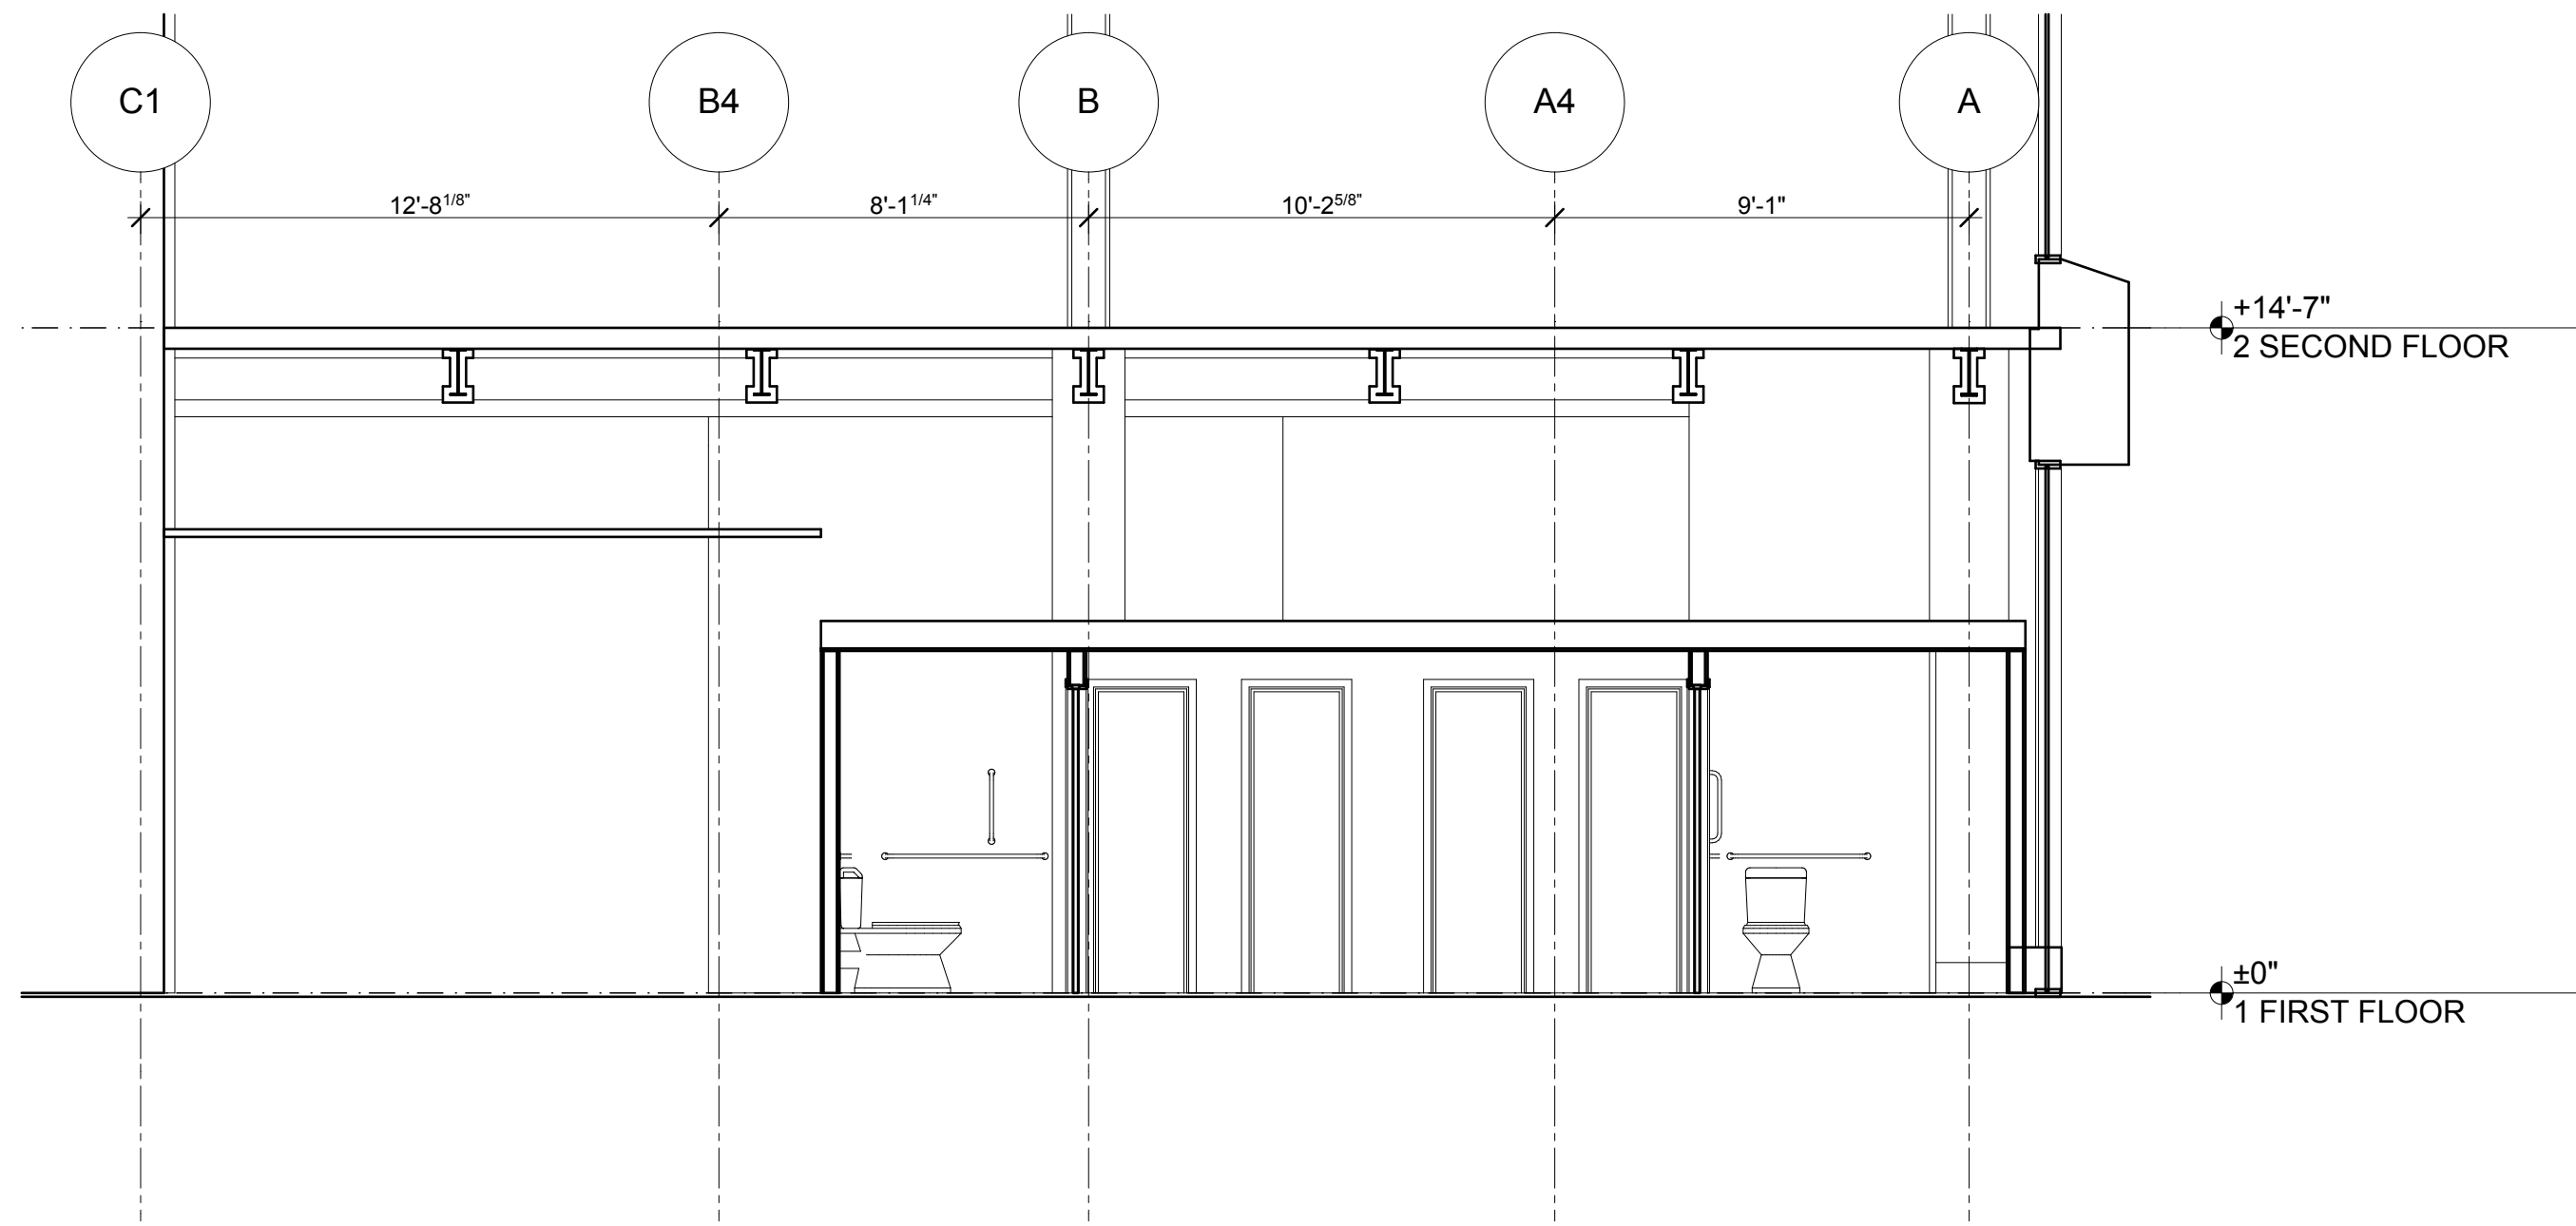 C1
B4
B
A4
A
12'-8 1/8"
8'-1 1/4"
10'-2 5/8"
9'-1"
+14'-7"
2 SECOND FLOOR
±0"
1 FIRST FLOOR